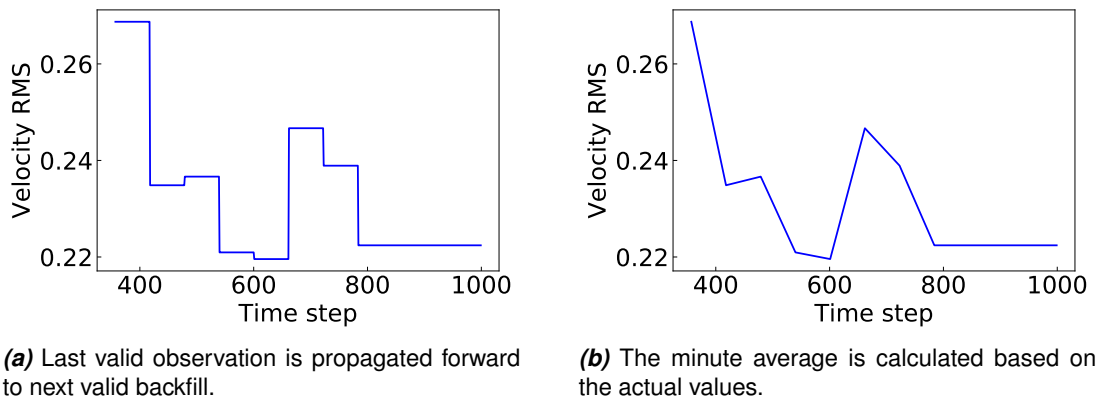 0.26
0.24
0.22
Velocity RMS
400
600
800
1000
Time step
(a) Last valid observation is propagated forward
to next valid backfill.
0.26
0.24
0.22
Velocity RMS
400
600
800
1000
Time step
(b) The minute average is calculated based on
the actual values.